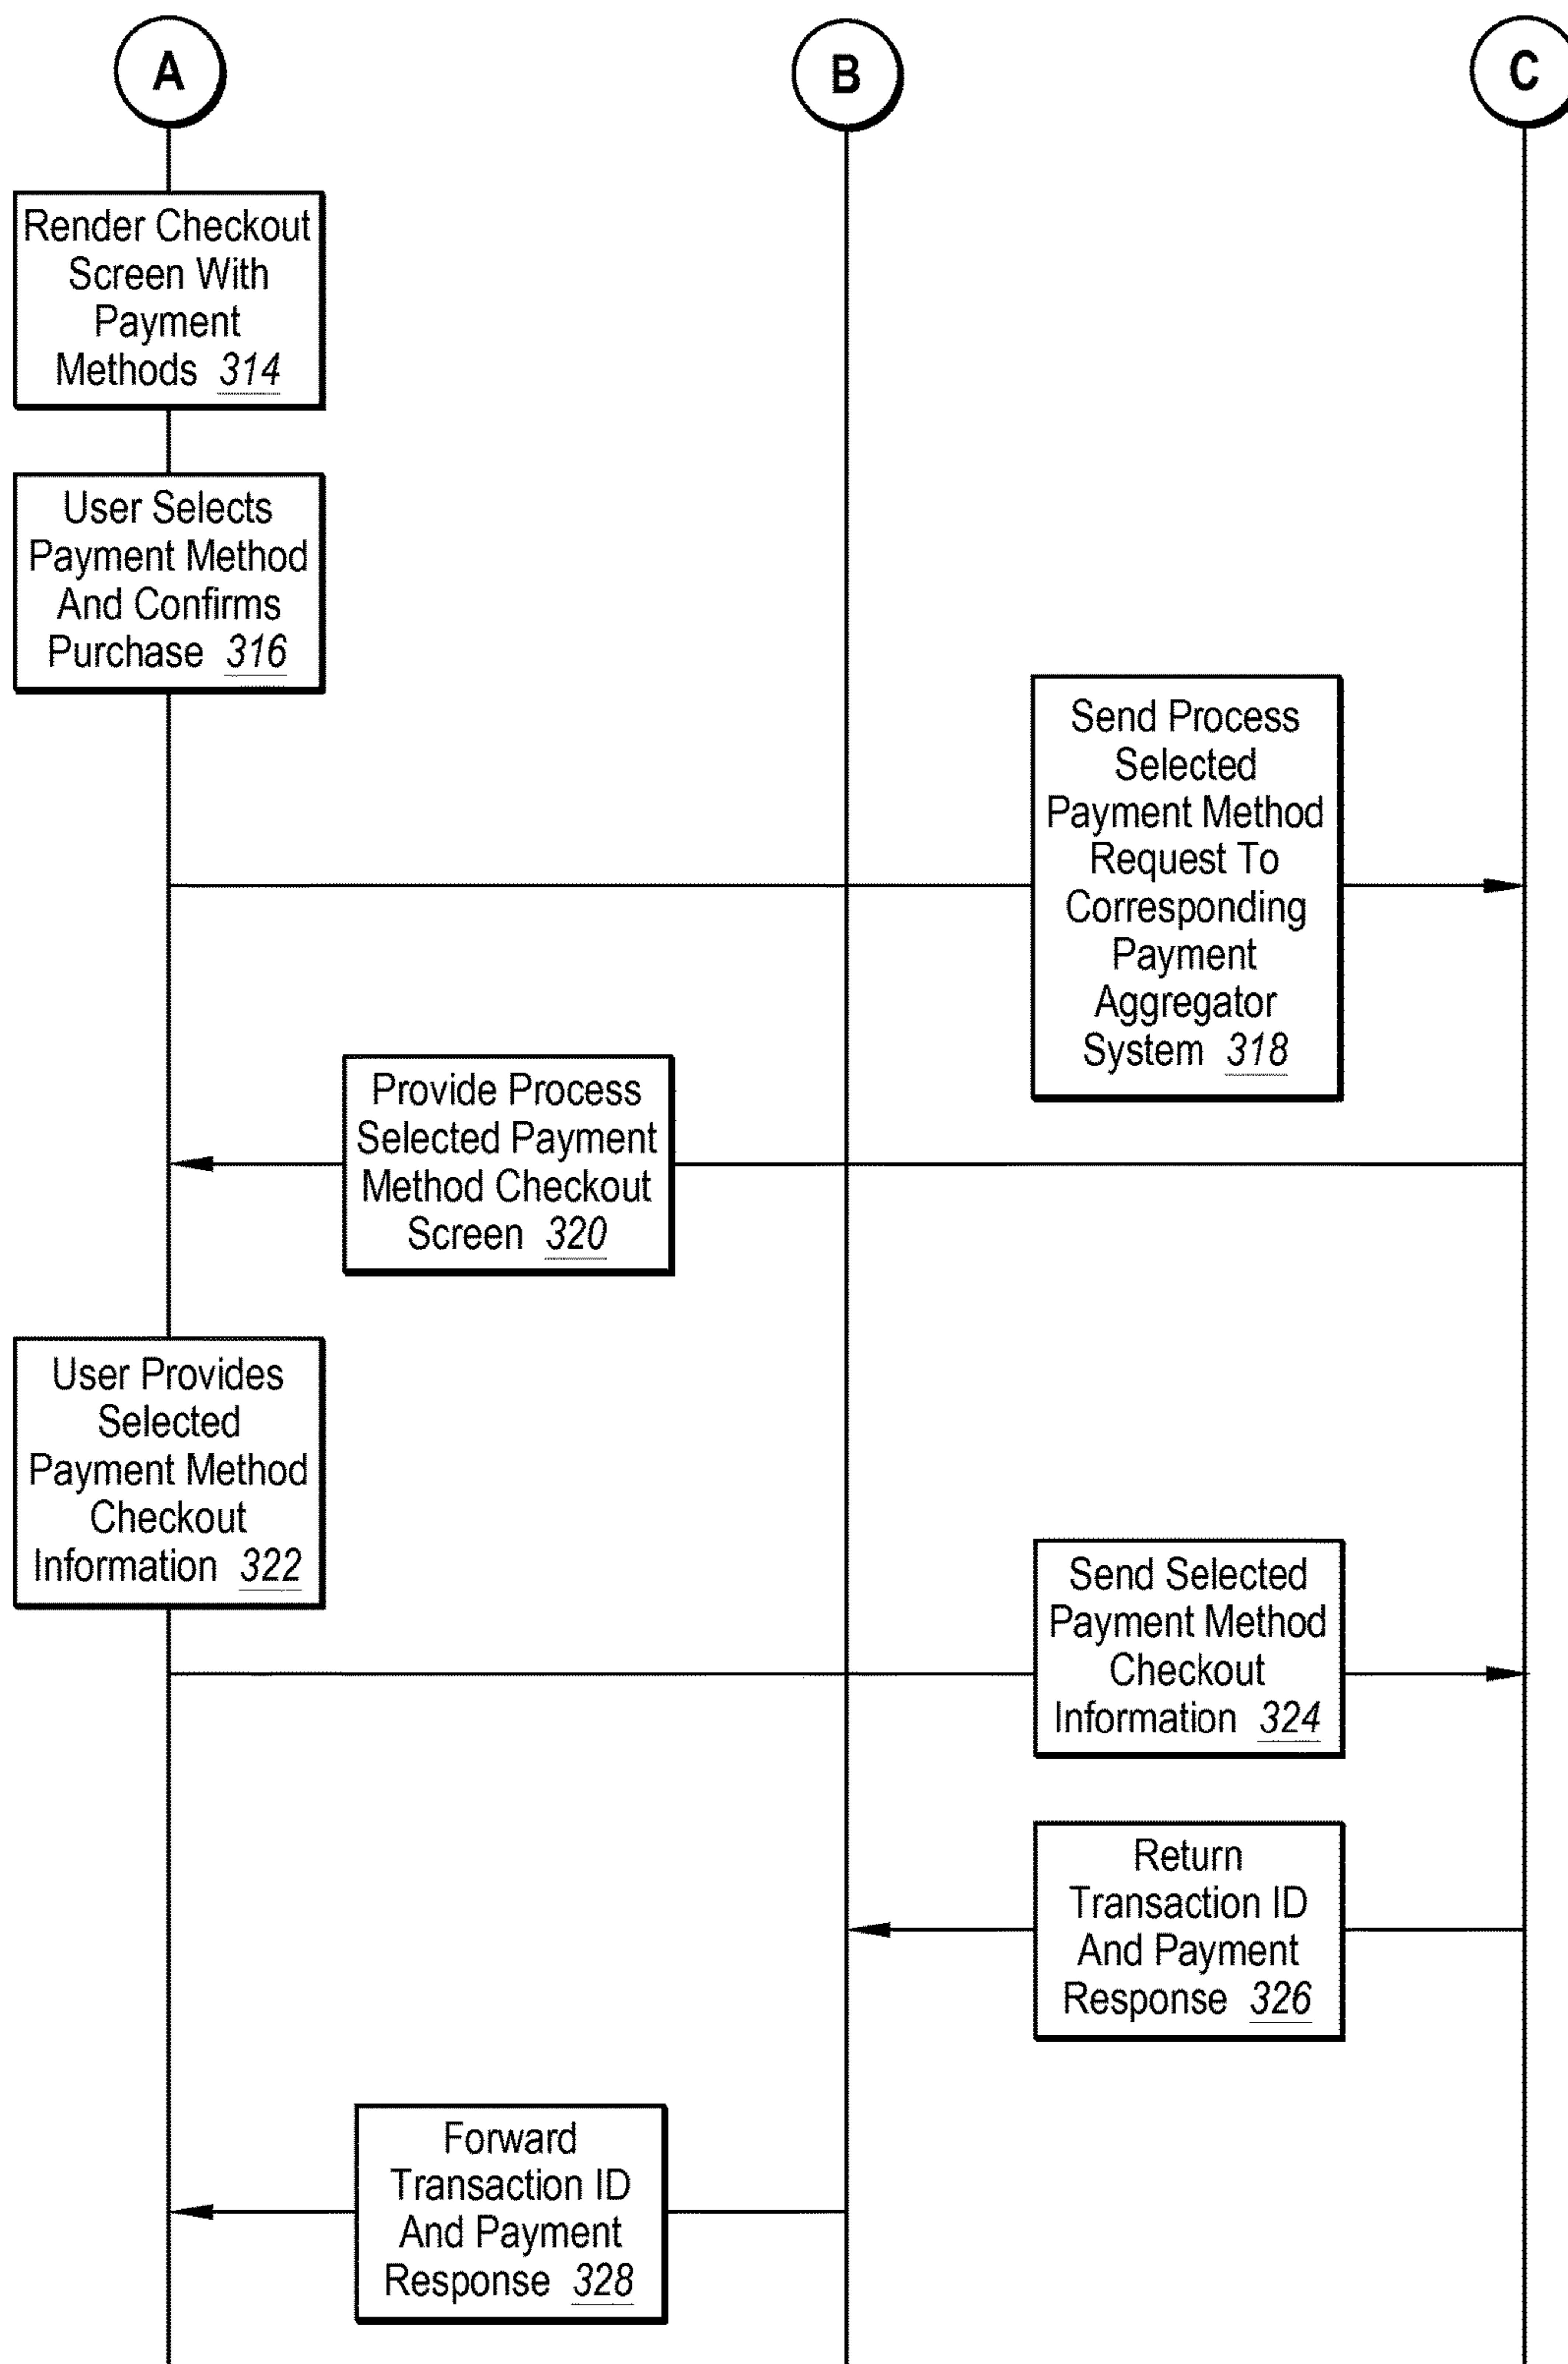 A
B
C
Render Checkout
Screen With
Payment
Methods 314
User Selects
Payment Method
And Confirms
Purchase 316
Send Process
Selected
Payment Method
Request To
Corresponding
Payment
Aggregator
System 318
Provide Process
Selected Payment
Method Checkout
Screen 320
User Provides
Selected
Payment Method
Checkout
Information 322
Send Selected
Payment Method
Checkout
Information 324
Return
Transaction ID
And Payment
Response 326
Forward
Transaction ID
And Payment
Response 328